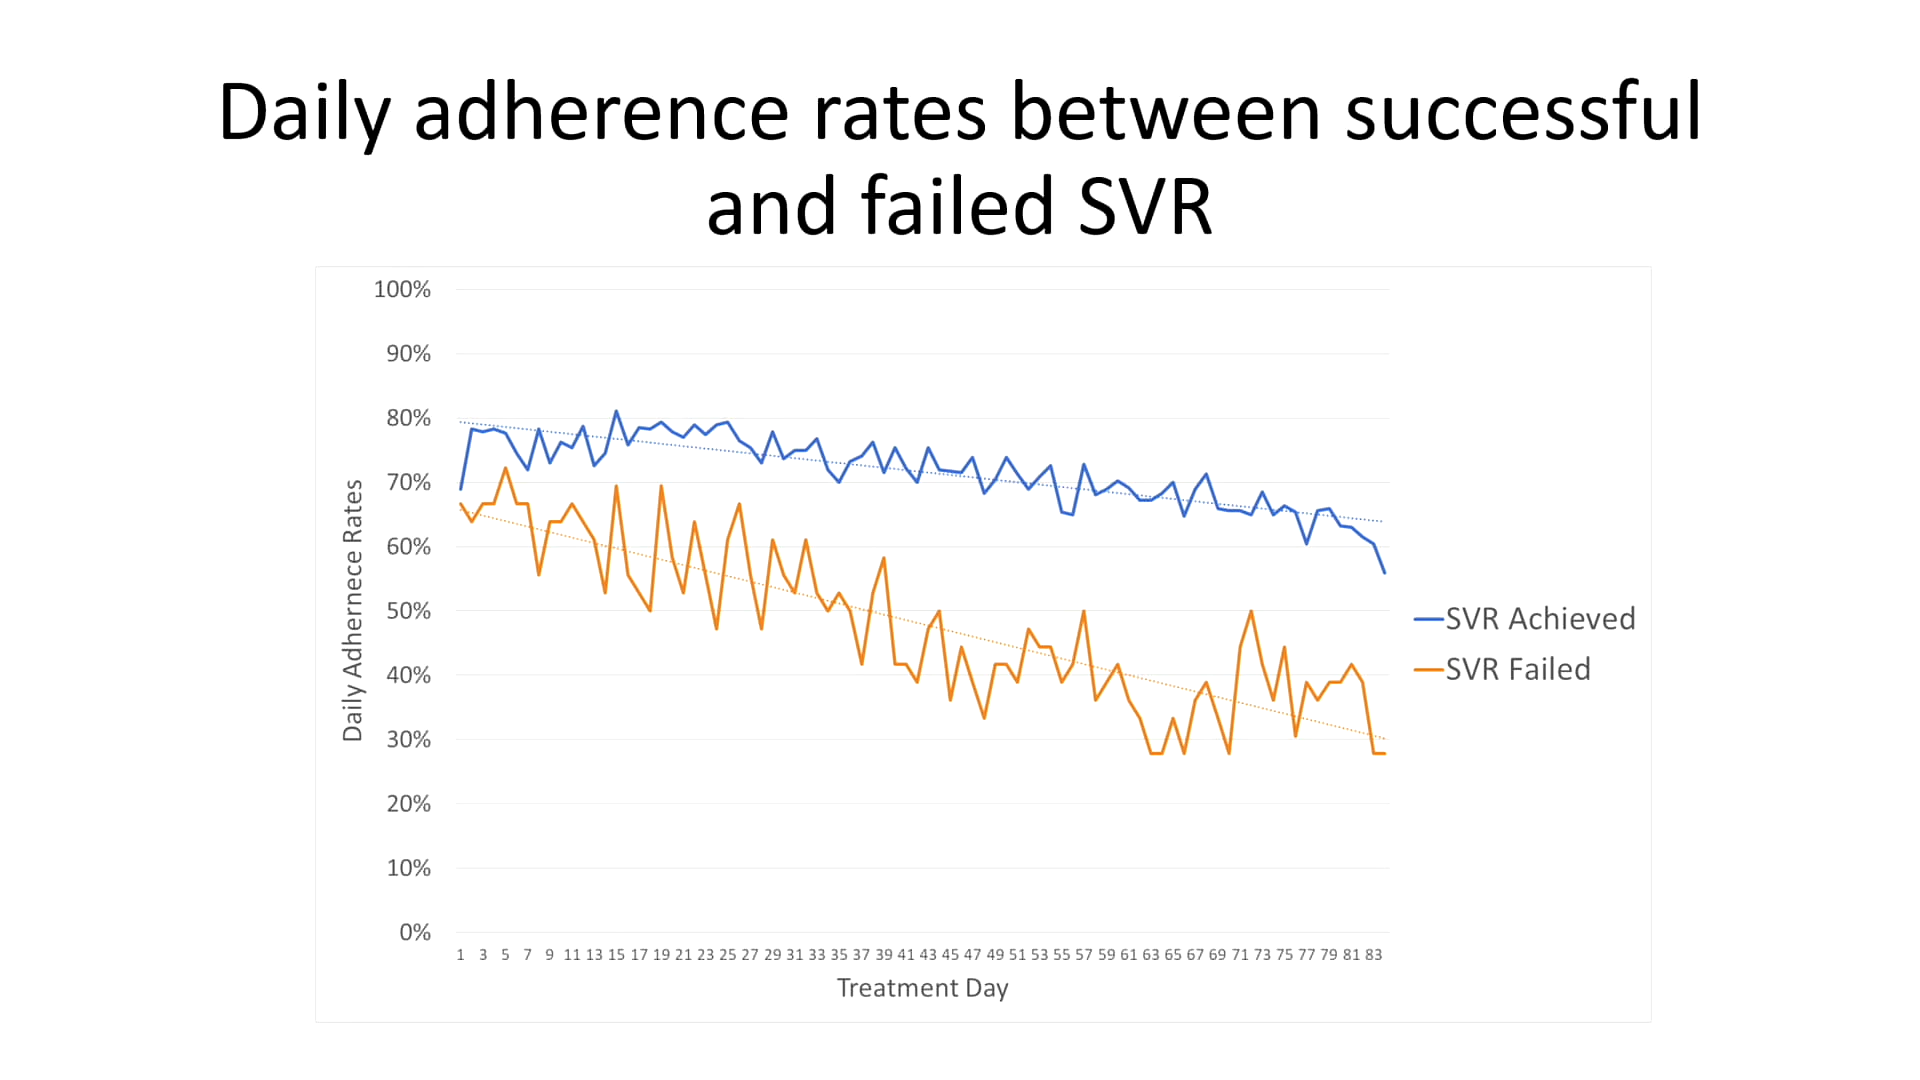 Daily adherence rates between successful
and failed SVR
100%
90%
80%
70%
60%
50%
40%
30%
20%
10%
0%
Daily Adhernece Rates
1 3 5 7 9 11 13 15 17 19 21 23 25 27 29 31 33 35 37 39 41 43 45 47 49 51 53 55 57 59 61 63 65 67 69 71 73 75 77 79 81 83
Treatment Day
SVR Achieved
SVR Failed